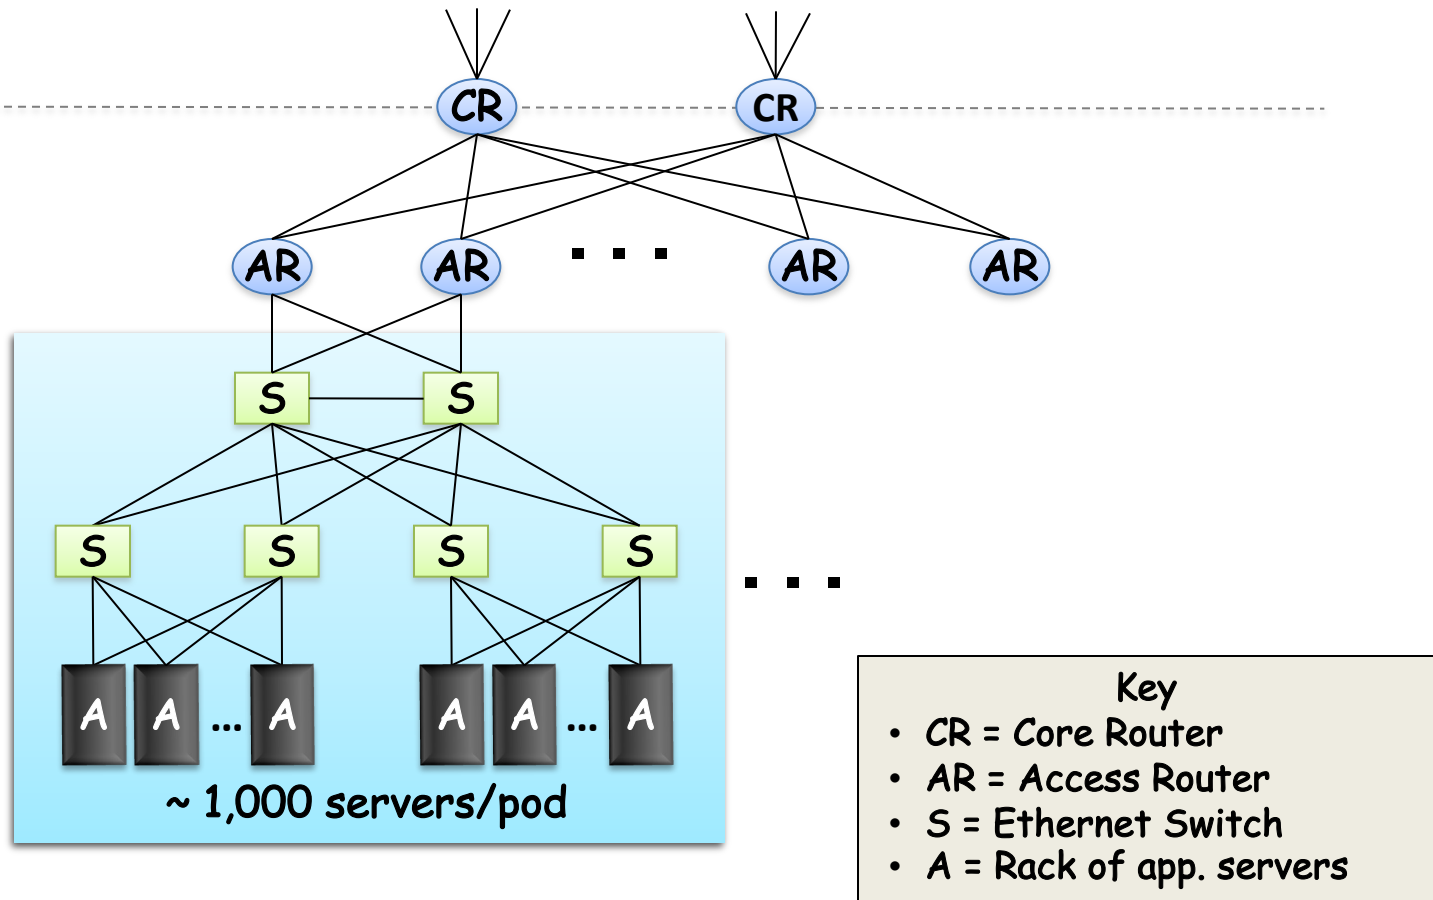 CR CR
AR AR . . . AR AR
S S
S S S S . . .
A A ... A A A ... A
~ 1,000 servers/pod
Key
• CR = Core Router
• AR = Access Router
• S = Ethernet Switch
• A = Rack of app. servers